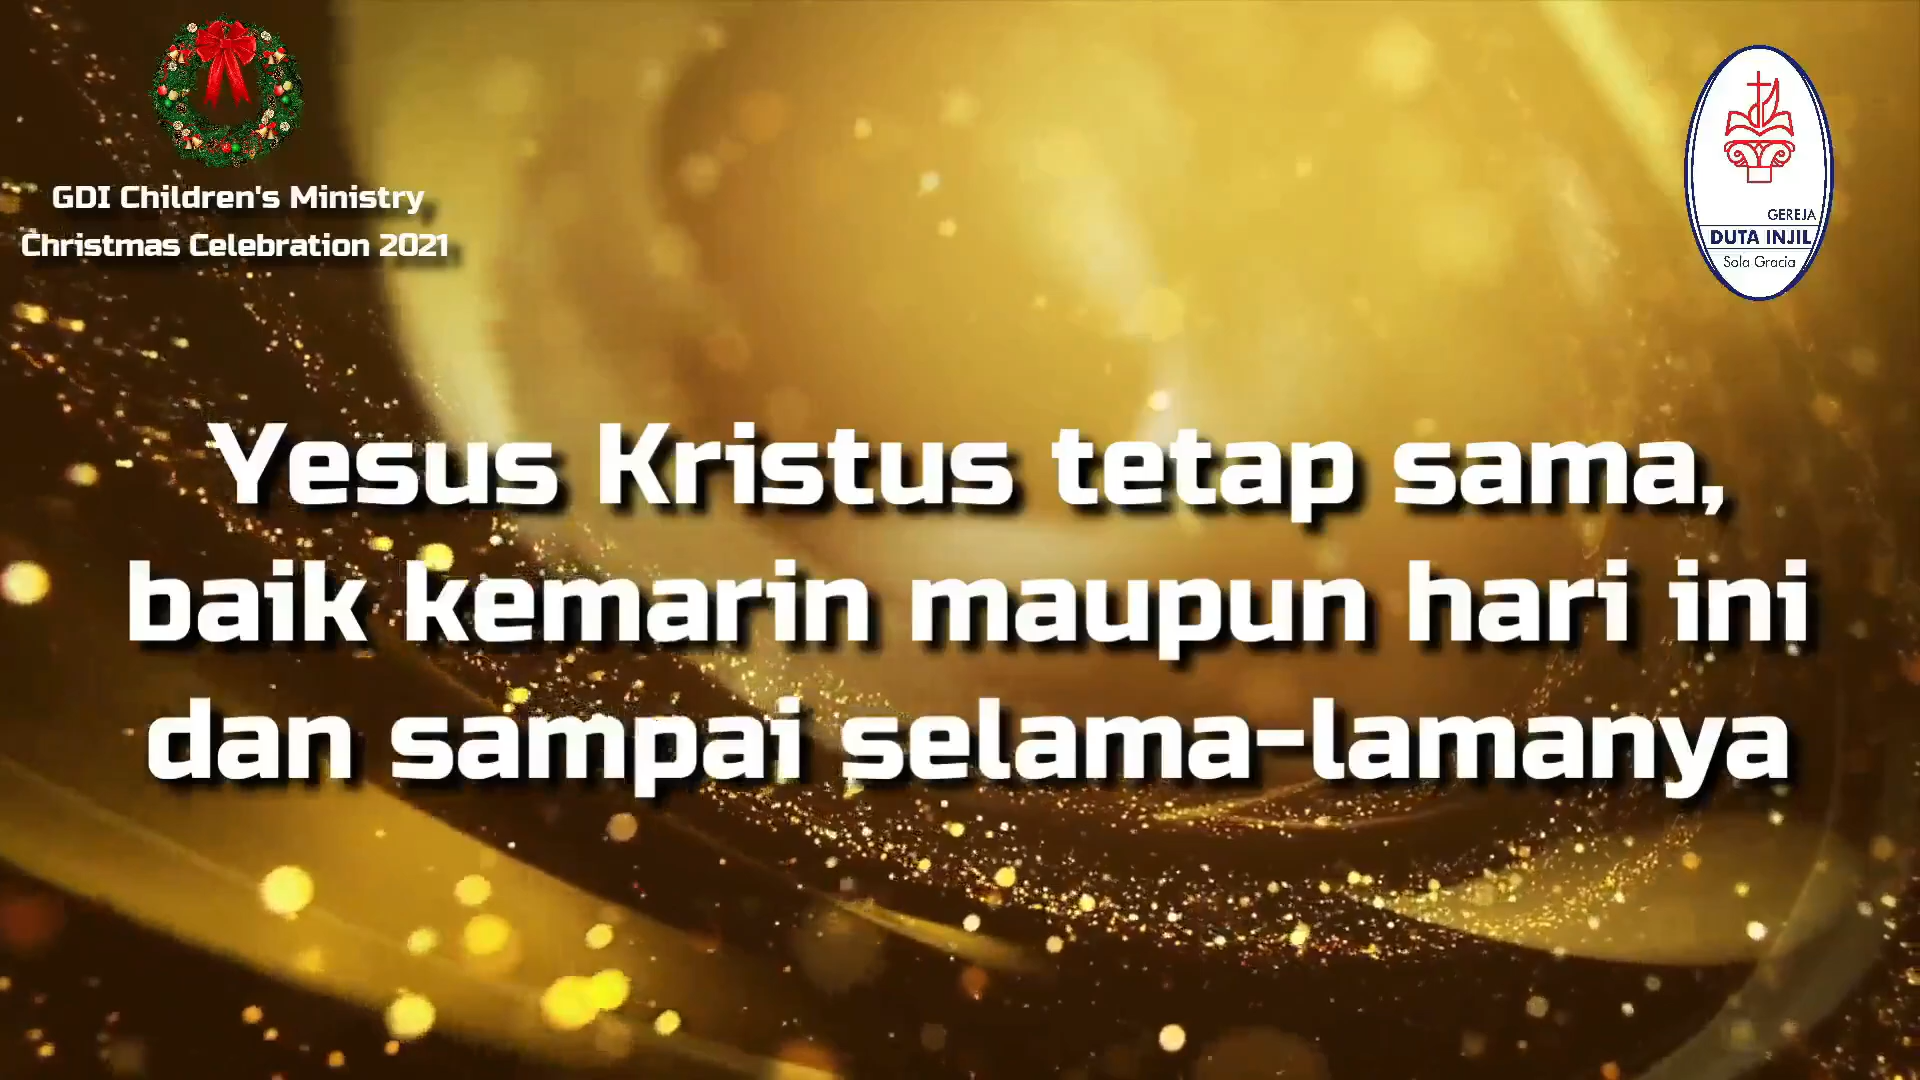 GDI Children's Ministry
Christmas Celebration 2021
GEREJA
DUTA INJIL
Sola Gracia
Yesus Kristus tetap sama,
baik kemarin maupun hari ini
dan sampai selama-lamanya